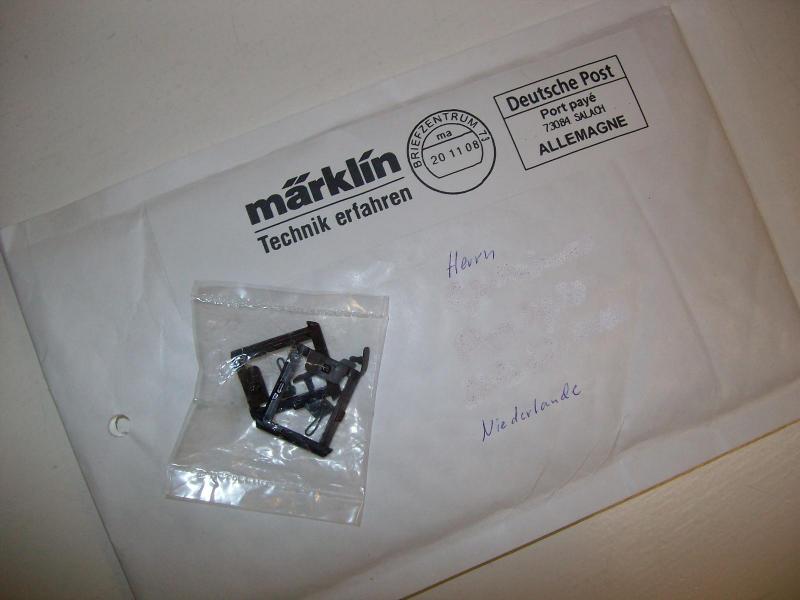 Deutsche Post
Port payé
73084 SALACH
ALLEMAGNE
BRIEFZENTRUM 73
ma
20 11 08
märklin
Technik erfahren
Herrn
Niederlande